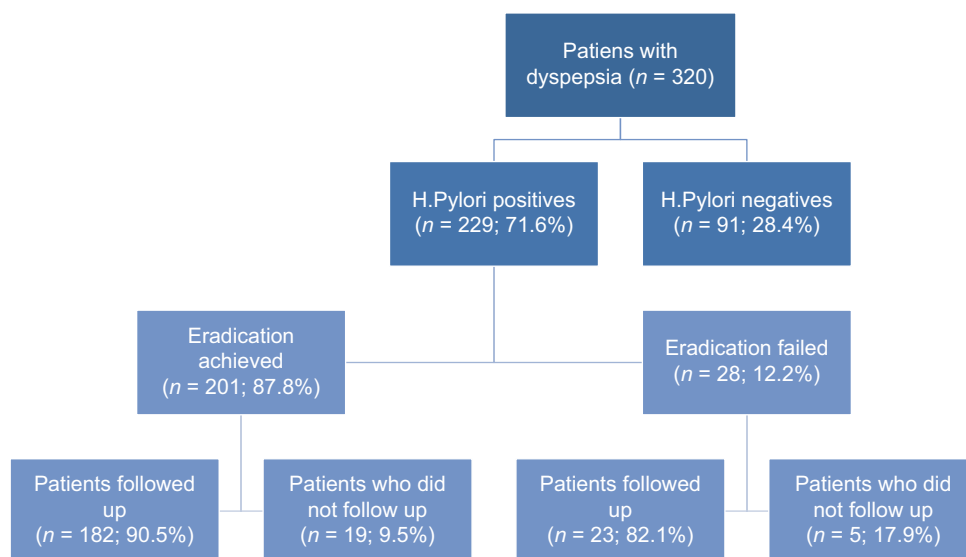 Patiens with
dyspepsia (n = 320)
H.Pylori positives
(n = 229; 71.6%)
H.Pylori negatives
(n = 91; 28.4%)
Eradication
achieved
(n = 201; 87.8%)
Eradication failed
(n = 28; 12.2%)
Patients followed
up
(n = 182; 90.5%)
Patients who did
not follow up
(n = 19; 9.5%)
Patients followed
up
(n = 23; 82.1%)
Patients who did
not follow up
(n = 5; 17.9%)